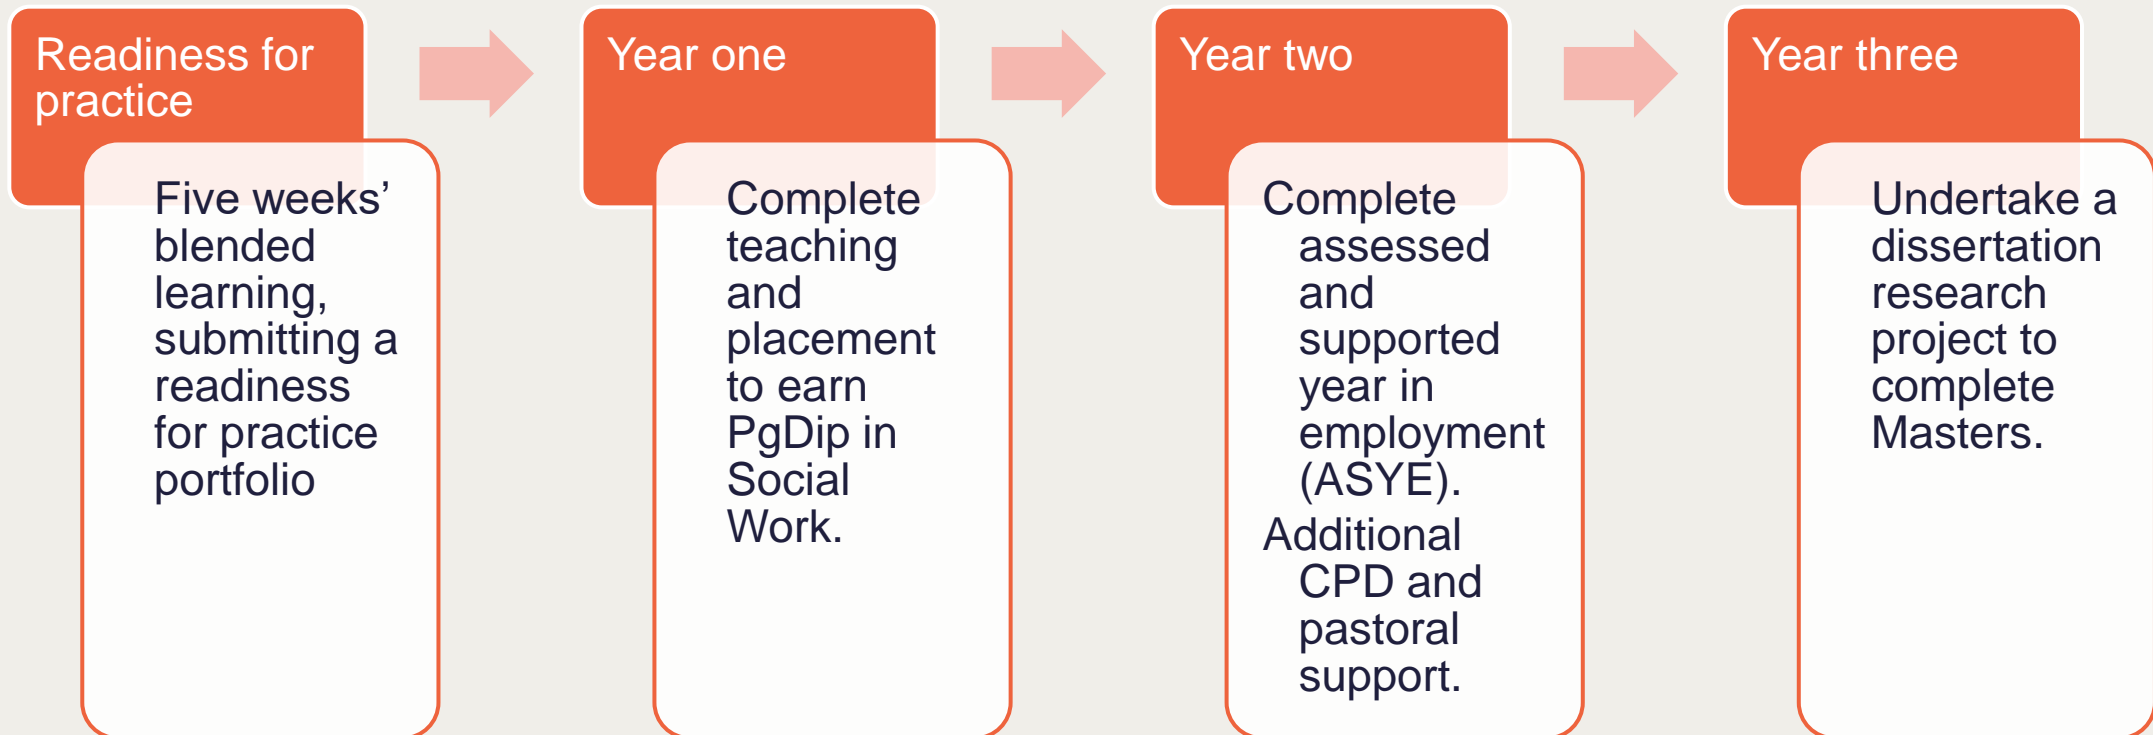 Readiness for
practice
Five weeks’
blended
learning,
submitting a
readiness
for practice
portfolio
Year one
Complete
teaching
and
placement
to earn
PgDip in
Social
Work.
Year two
Complete
assessed
and
supported
year in
employment
(ASYE).
Additional
CPD and
pastoral
support.
Year three
Undertake a
dissertation
research
project to
complete
Masters.